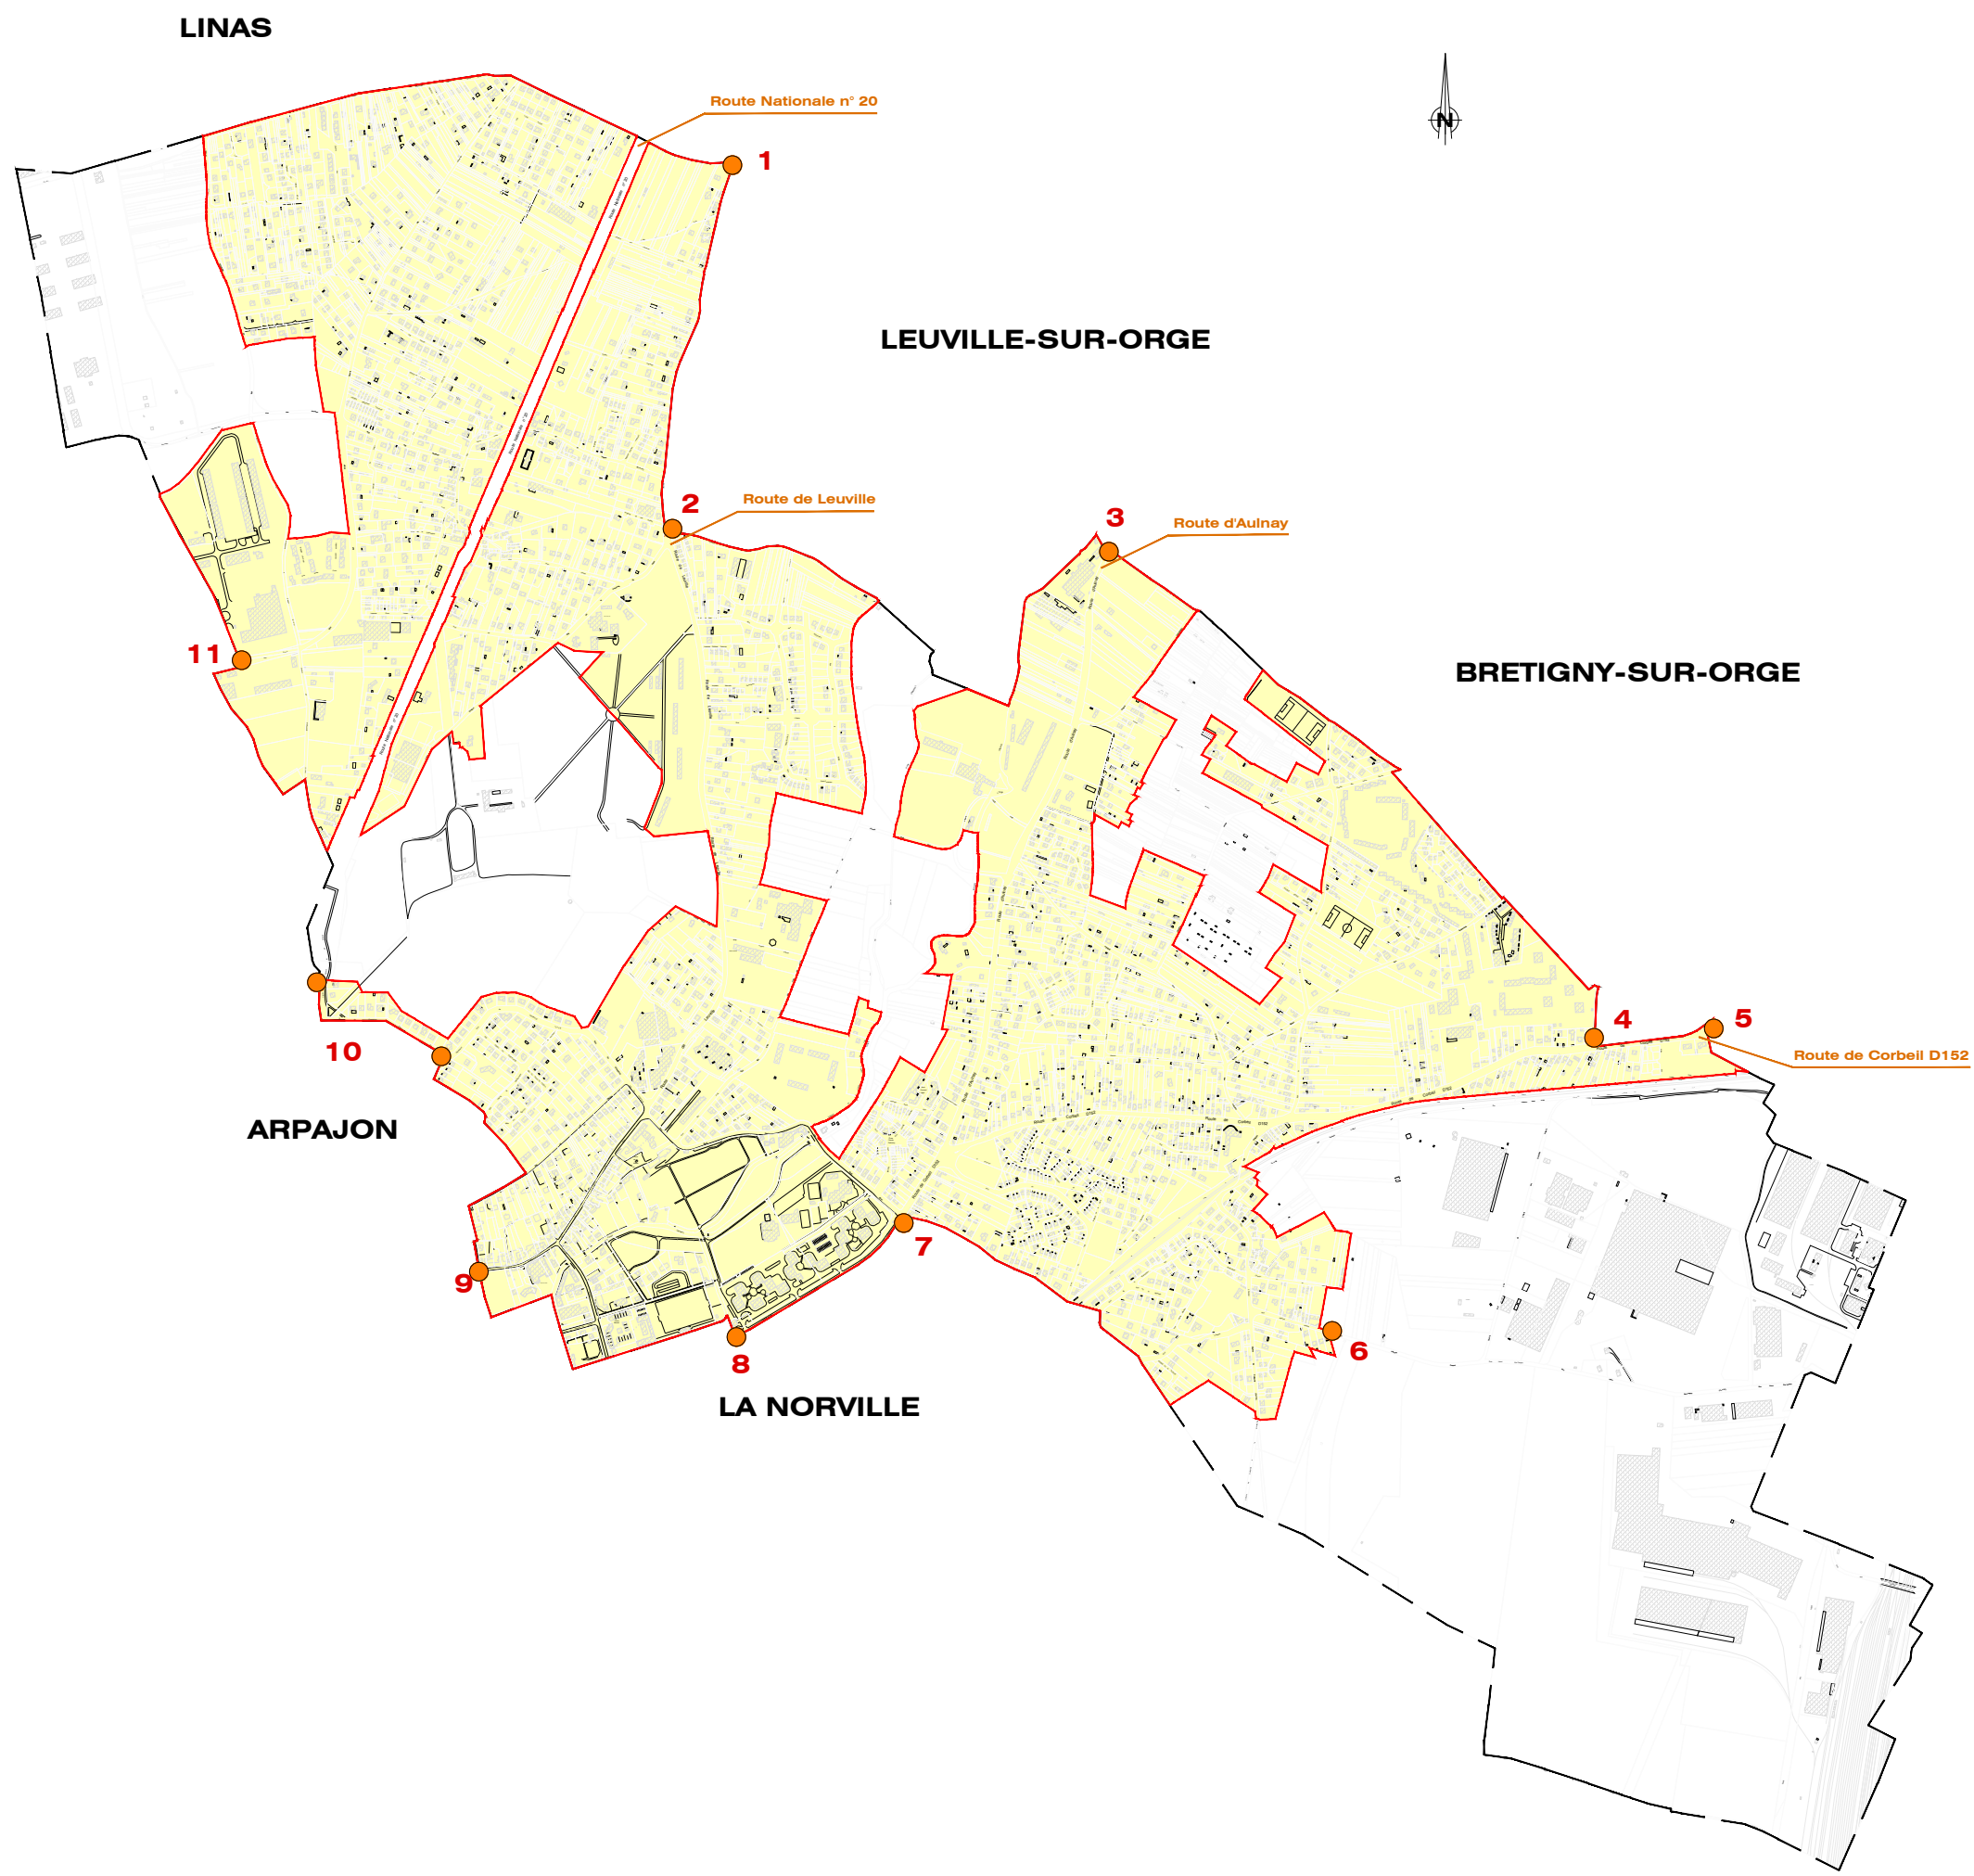 LINAS
Route Nationale n° 20
N
1
LEUVILLE-SUR-ORGE
2
Route de Leuville
3
Route d'Aulnay
11
BRETIGNY-SUR-ORGE
4
5
Route de Corbeil D152
10
ARPAJON
7
9
6
8
LA NORVILLE